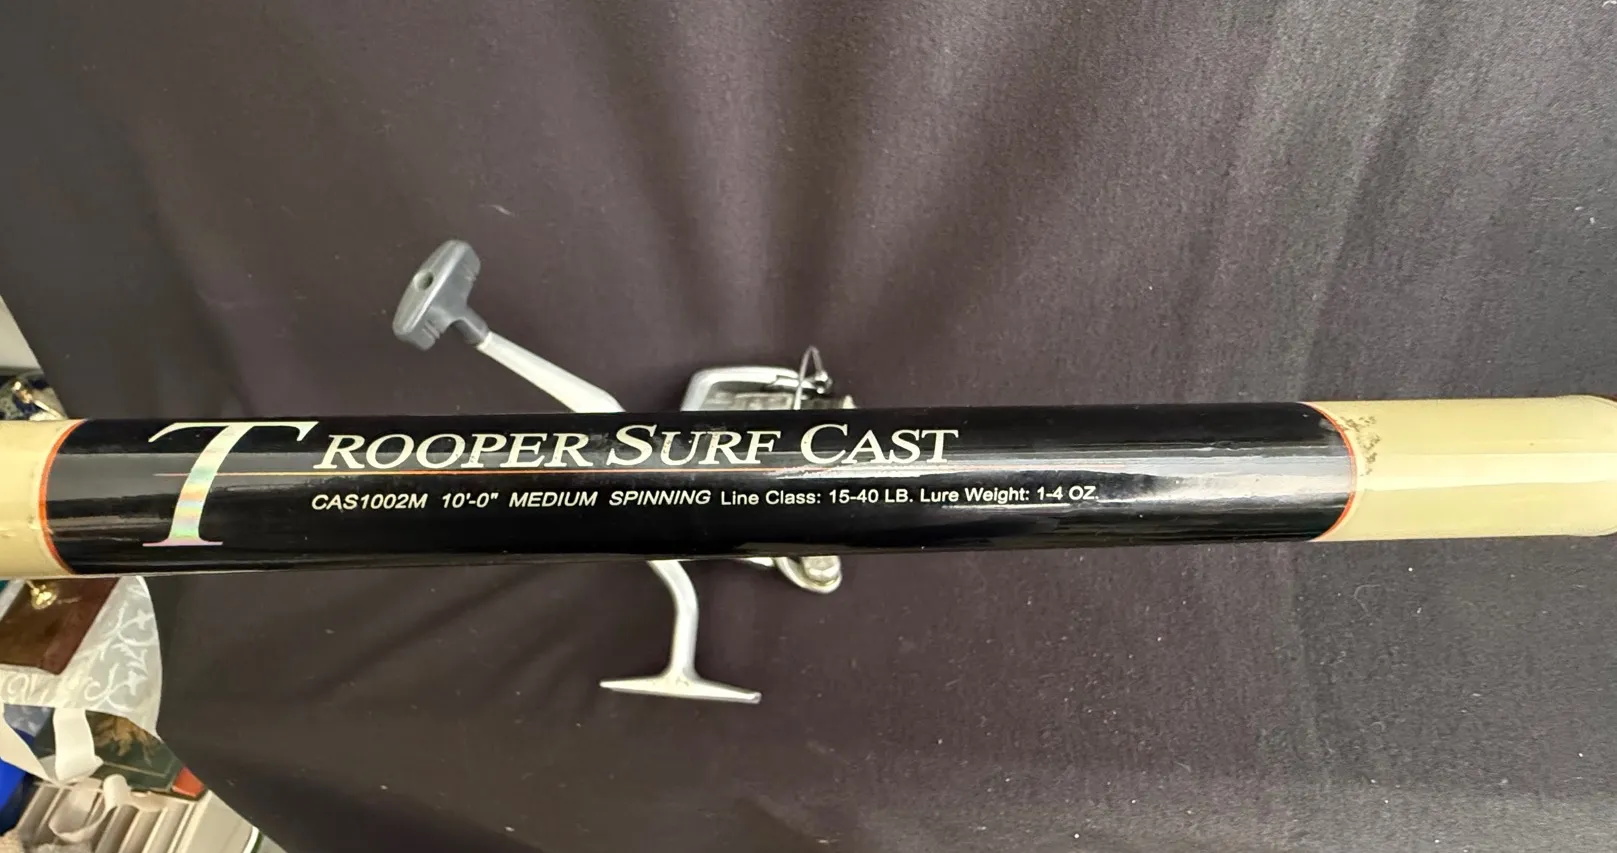 TROOPER SURF CAST
CAS1002M 10'-0" MEDIUM SPINNING Line Class: 15-40 LB. Lure Weight: 1-4 OZ.